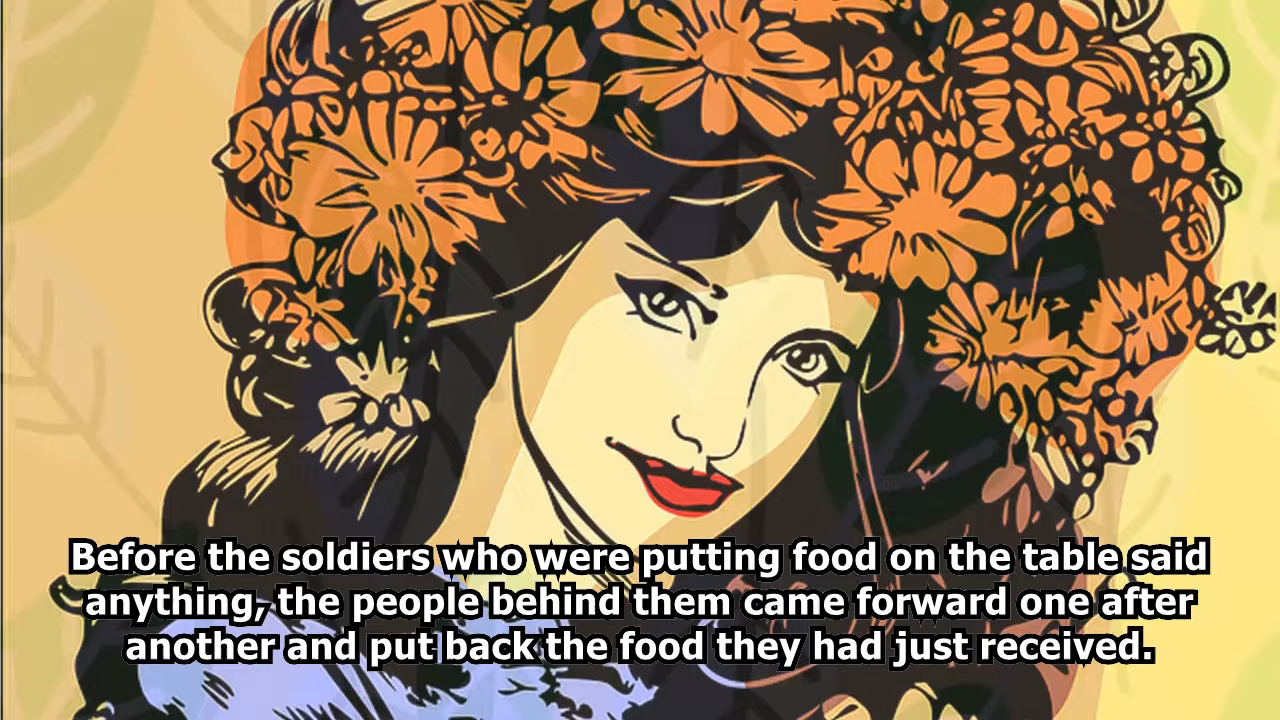 Before the soldiers who were putting food on the table said
anything, the people behind them came forward one after
another and put back the food they had just received.